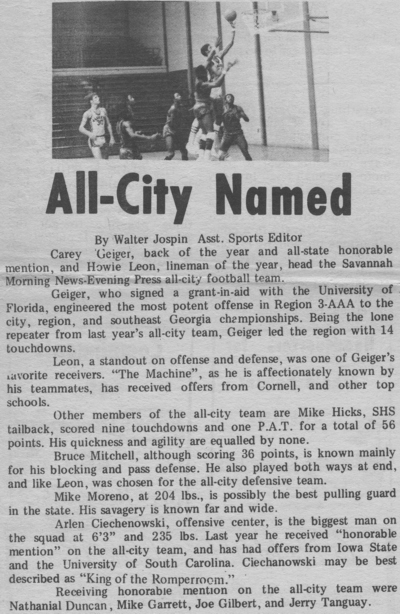 All-City Named
By Walter Jospin Asst. Sports Editor
Carey Geiger, back of the year and all-state honorable
mention, and Howie Leon, lineman of the year, head the Savannah
Morning News-Evening Press all-city football team.
Geiger, who signed a grant-in-aid with the University of
Florida, engineered the most potent offense in Region 3-AAA to the
city, region, and southeast Georgia championships. Being the lone
repeater from last year's all-city team, Geiger led the region with 14
touchdowns.
Leon, a standout on offense and defense, was one of Geiger's
favorite receivers. "The Machine", as he is affectionately known by
his teammates, has received offers from Cornell, and other top
schools.
Other members of the all-city team are Mike Hicks, SHS
tailback, scored nine touchdowns and one P.A.T. for a total of 56
points. His quickness and agility are equalled by none.
Bruce Mitchell, although scoring 36 points, is known mainly
for his blocking and pass defense. He also played both ways at end,
and like Leon, was chosen for the all-city defensive team.
Mike Moreno, at 204 lbs., is possibly the best pulling guard
in the state. His savagery is known far and wide.
Arlen Ciechenowski, offensive center, is the biggest man on
the squad at 6'3" and 235 lbs. Last year he received "honorable
mention" on the all-city team, and has had offers from Iowa State
and the University of South Carolina. Ciechanowski may be best
described as "King of the Romperroom."
Receiving honorable mention on the all-city team were
Nathanial Duncan, Mike Garrett, Joe Gilbert, and Jerry Tanguay.